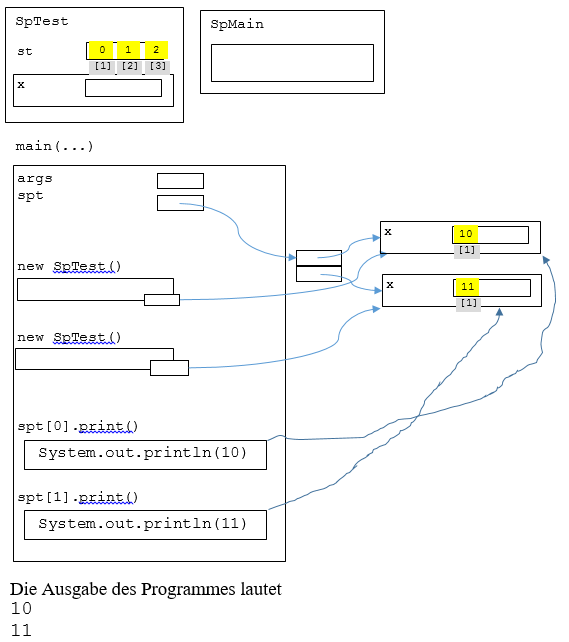 SpTest
st 0 1 2
[1] [2] [3]
x
SpMain
main(...)
args
spt
x 10
[1]
new SpTest()
x 11
[1]
new SpTest()
spt[0].print()
System.out.println(10)
spt[1].print()
System.out.println(11)
Die Ausgabe des Programmes lautet
10
11